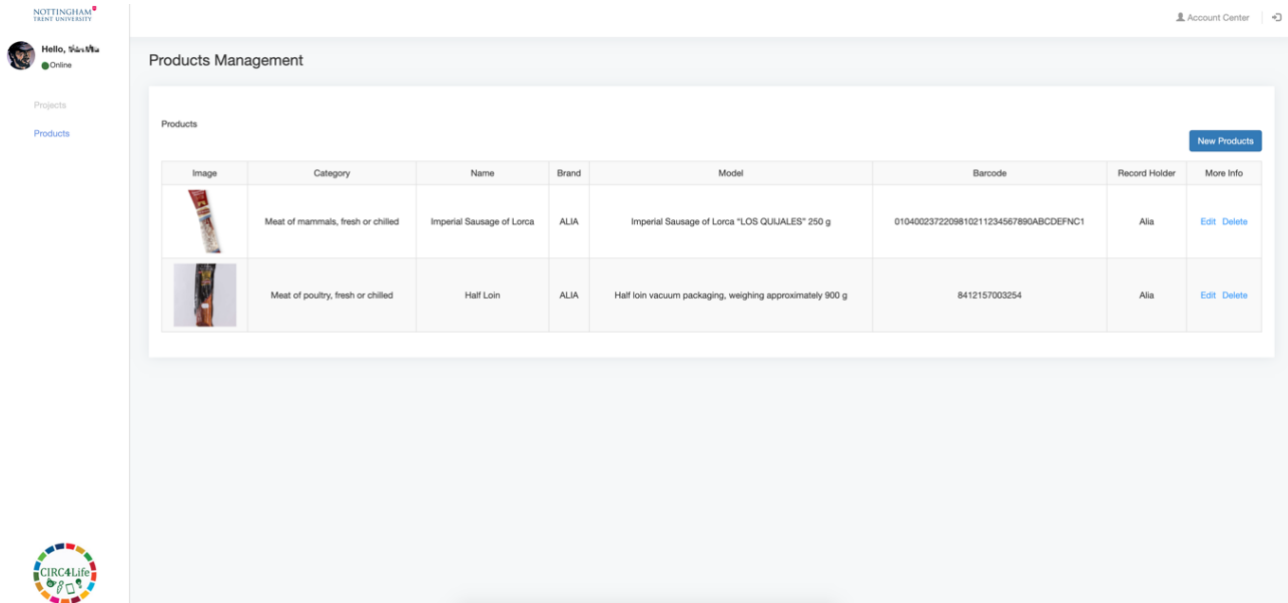 NOTTINGHAM
TRENT UNIVERSITY
Account Center
Hello,
Online
Projects
Products
Products Management
Products
New Products
Image Category Name Brand Model Barcode Record Holder More Info
Meat of mammals, fresh or chilled Imperial Sausage of Lorca ALIA Imperial Sausage of Lorca "LOS QUIJALES" 250 g 0104002372209810211234567890ABCDEFNC1 Alia Edit Delete
Meat of poultry, fresh or chilled Half Loin ALIA Half loin vacuum packaging, weighing approximately 900 g 8412157003254 Alia Edit Delete
CIRC4Life